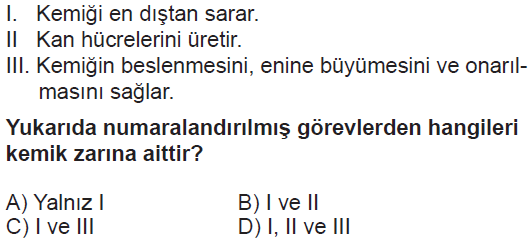 I. Kemiği en dıştan sarar.
II Kan hücrelerini üretir.
III. Kemiğin beslenmesini, enine büyümesini ve onarıl-
masını sağlar.
Yukarıda numaralandırılmış görevlerden hangileri
kemik zarına aittir?
A) Yalnız I B) I ve II
C) I ve III D) I, II ve III